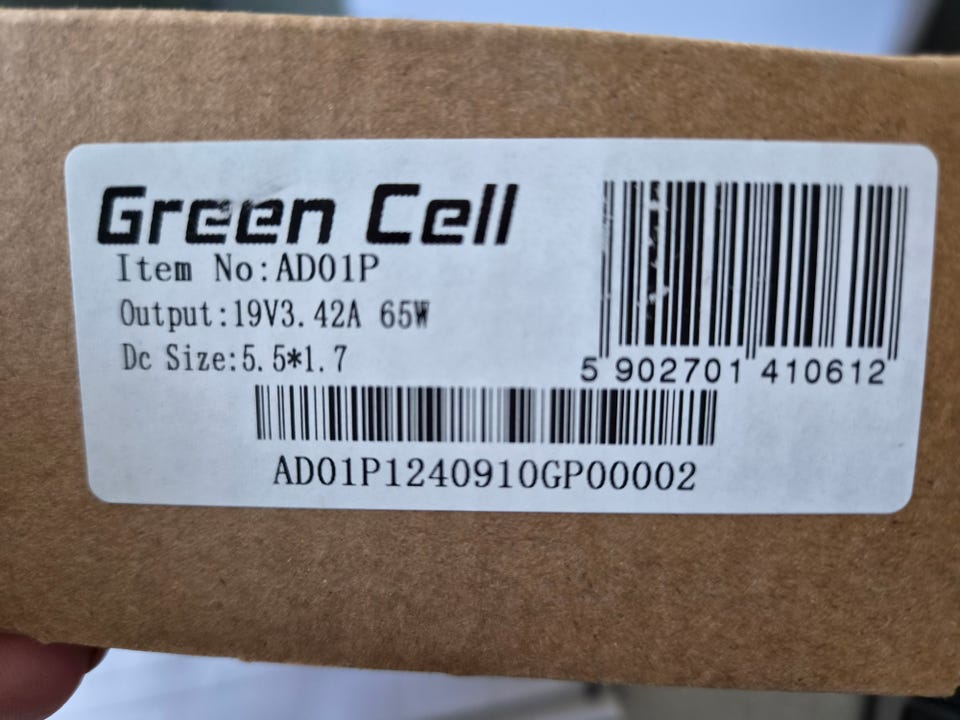 Green Cell
Item No:AD01P
Output:19V3.42A 65W
Dc Size:5.5*1.7
5 902701 410612
AD01P1240910GP00002